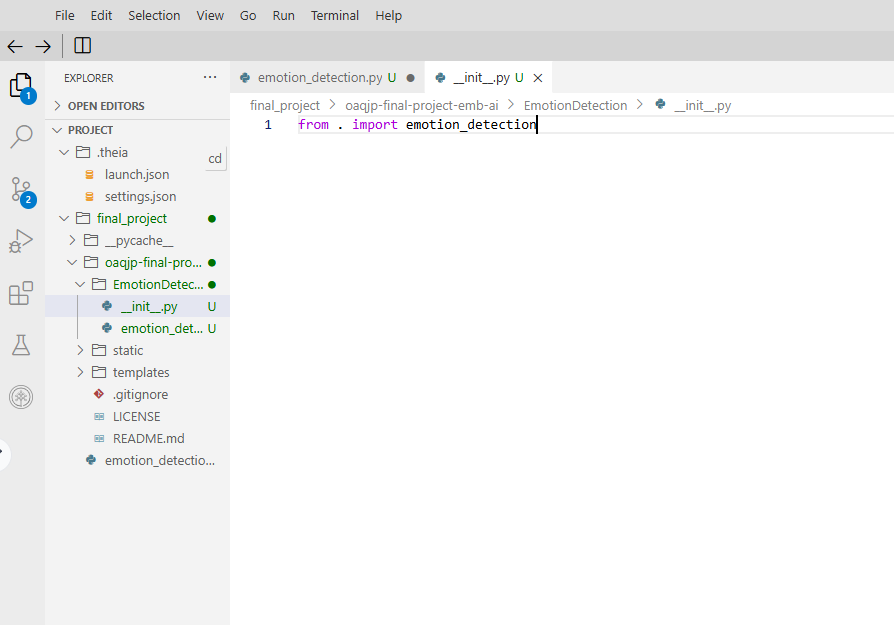 File Edit Selection View Go Run Terminal Help
EXPLORER ...
1
OPEN EDITORS
PROJECT
.theia
cd
launch.json
settings.json
2
final_project
__pycache__
oaqjp-final-pro...
EmotionDetec...
__init__.py U
emotion_det... U
static
templates
.gitignore
LICENSE
README.md
emotion_detectio...
emotion_detection.py U
__init__.py U
final_project > oaqjp-final-project-emb-ai > EmotionDetection > __init__.py
1 from . import emotion_detection